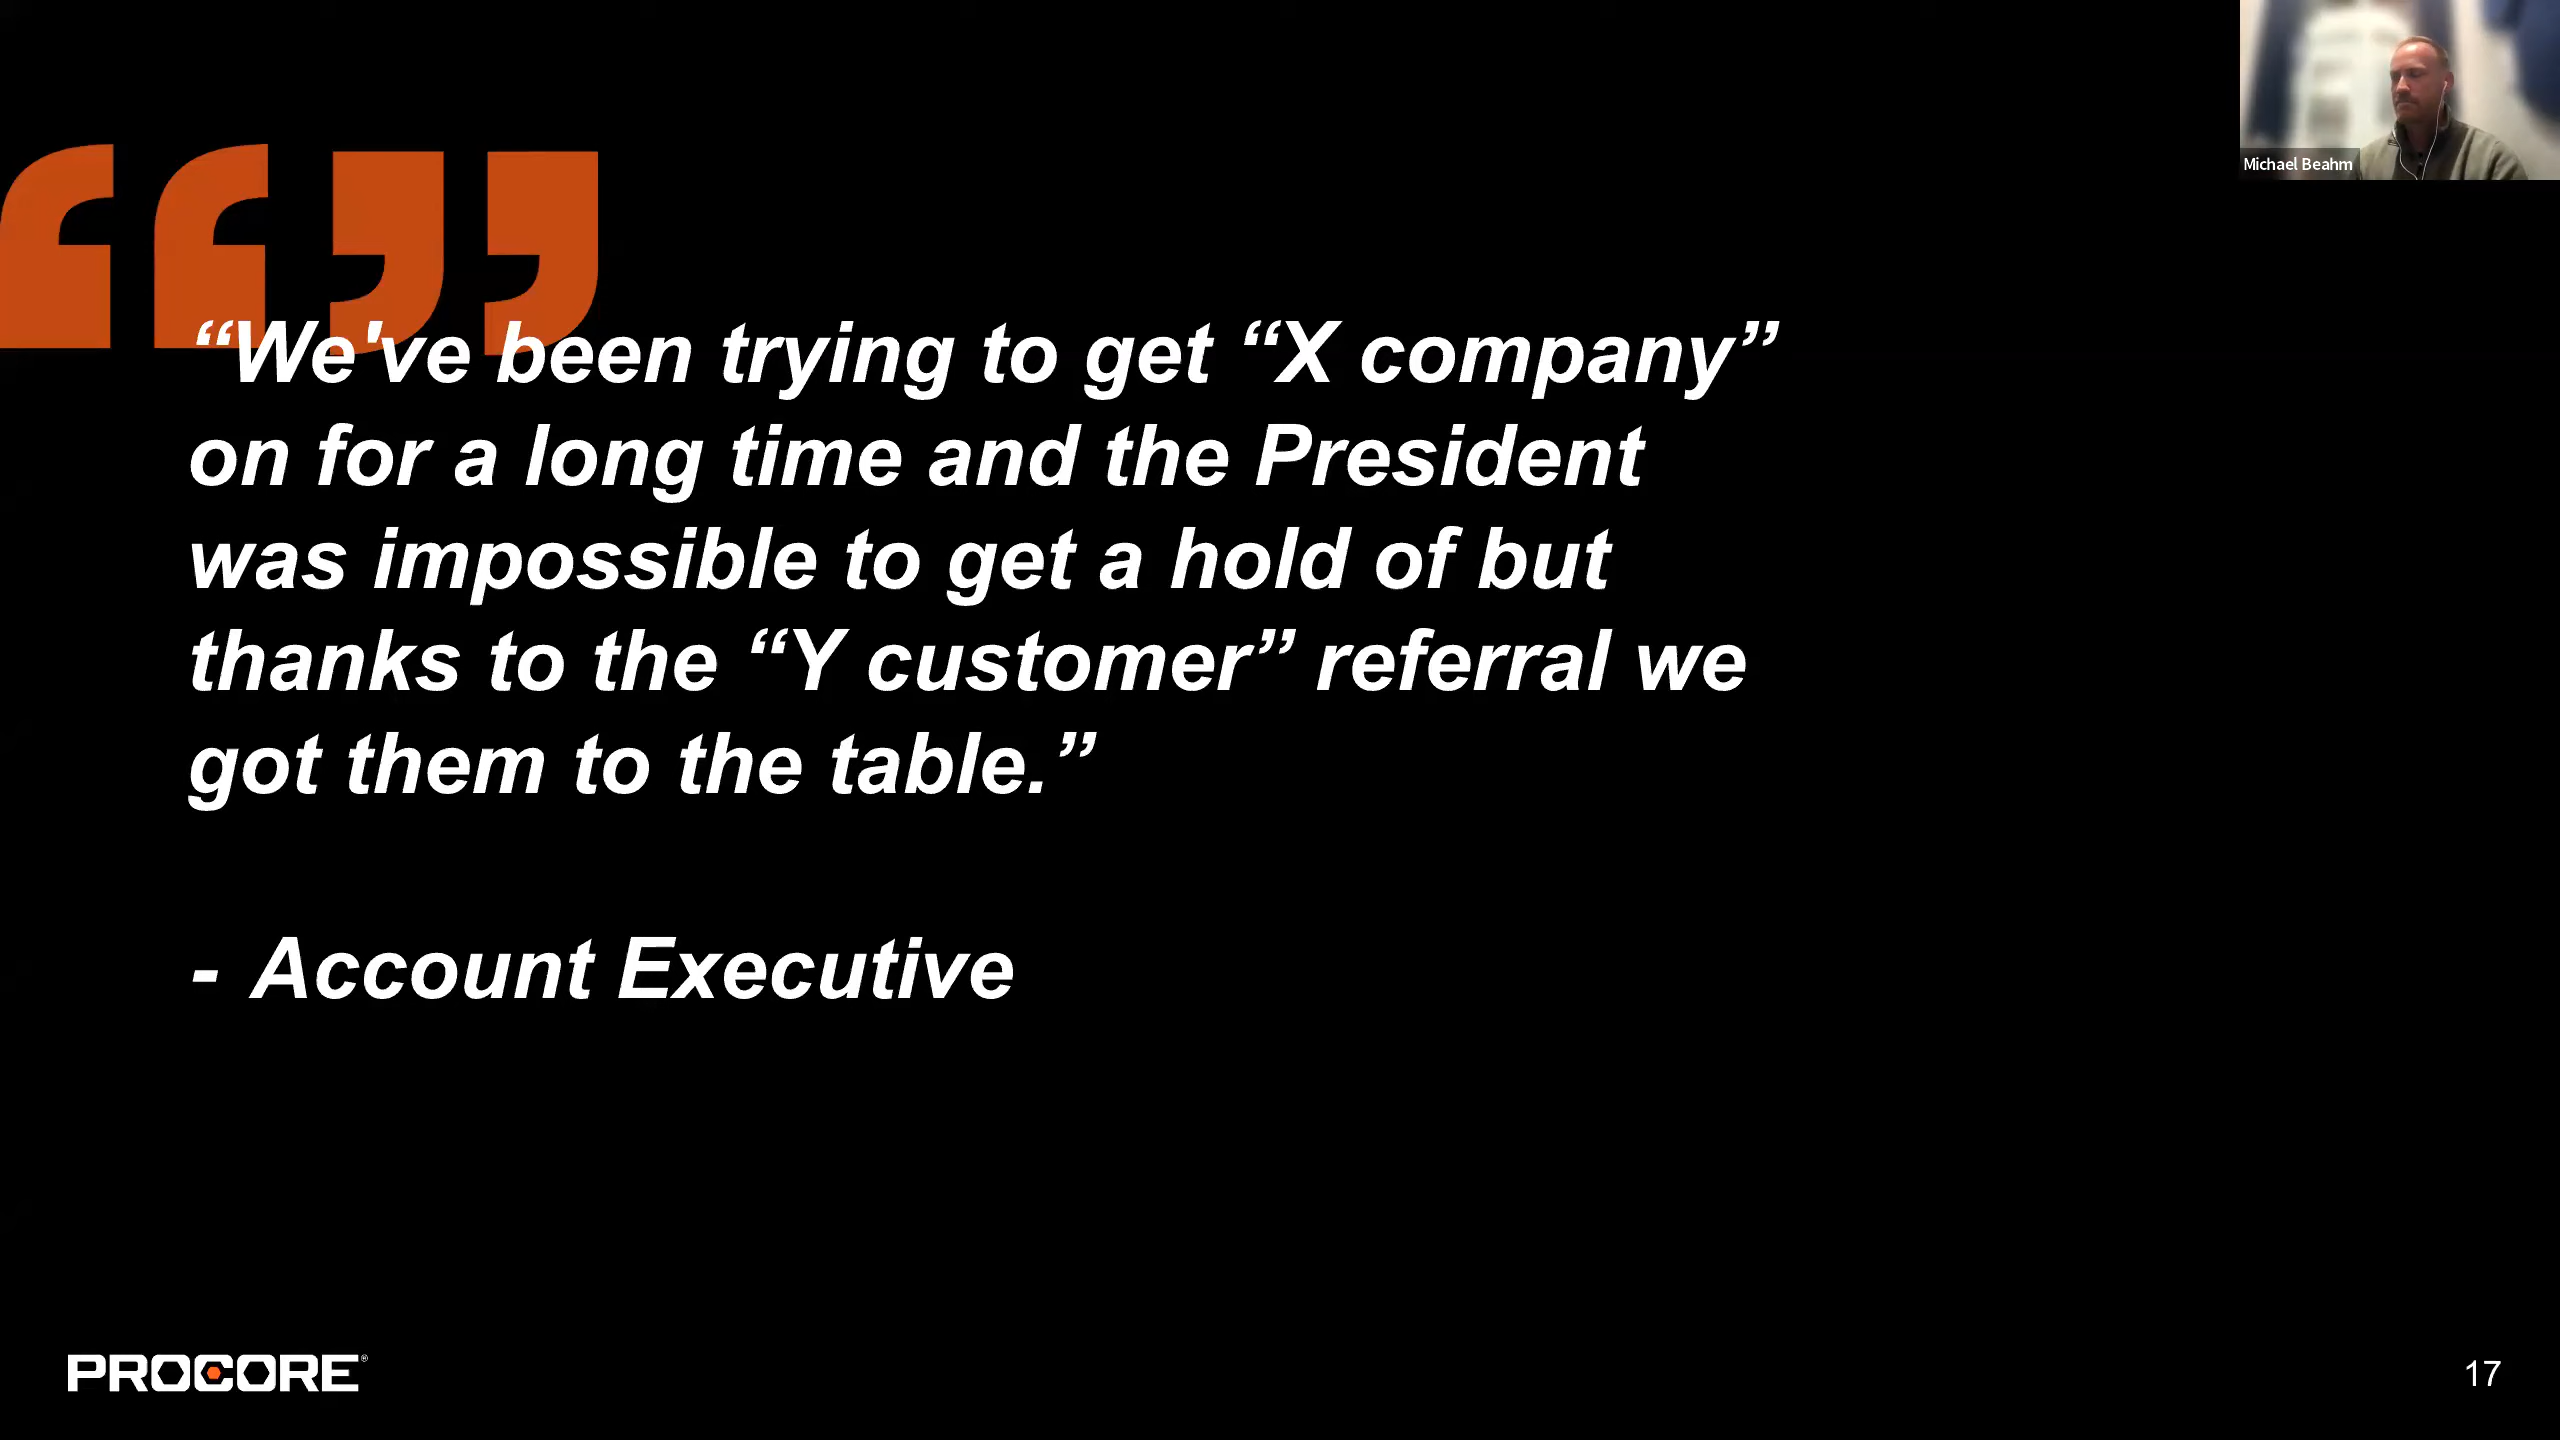 Michael Beahm
“We've been trying to get “X company”
on for a long time and the President
was impossible to get a hold of but
thanks to the “Y customer” referral we
got them to the table.”
- Account Executive
PROCORE®
17